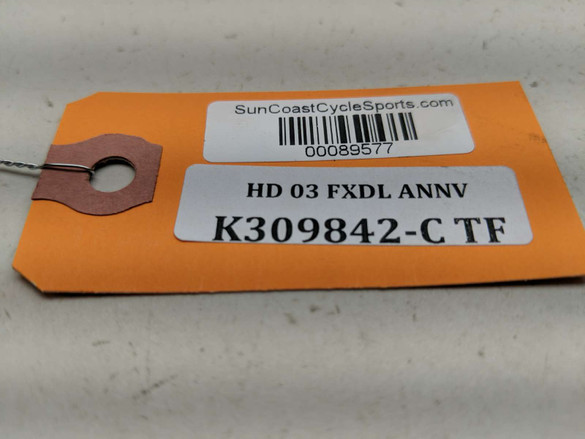 SunCoastCycleSports.com
00089577
HD 03 FXDL ANNV
K309842-C TF